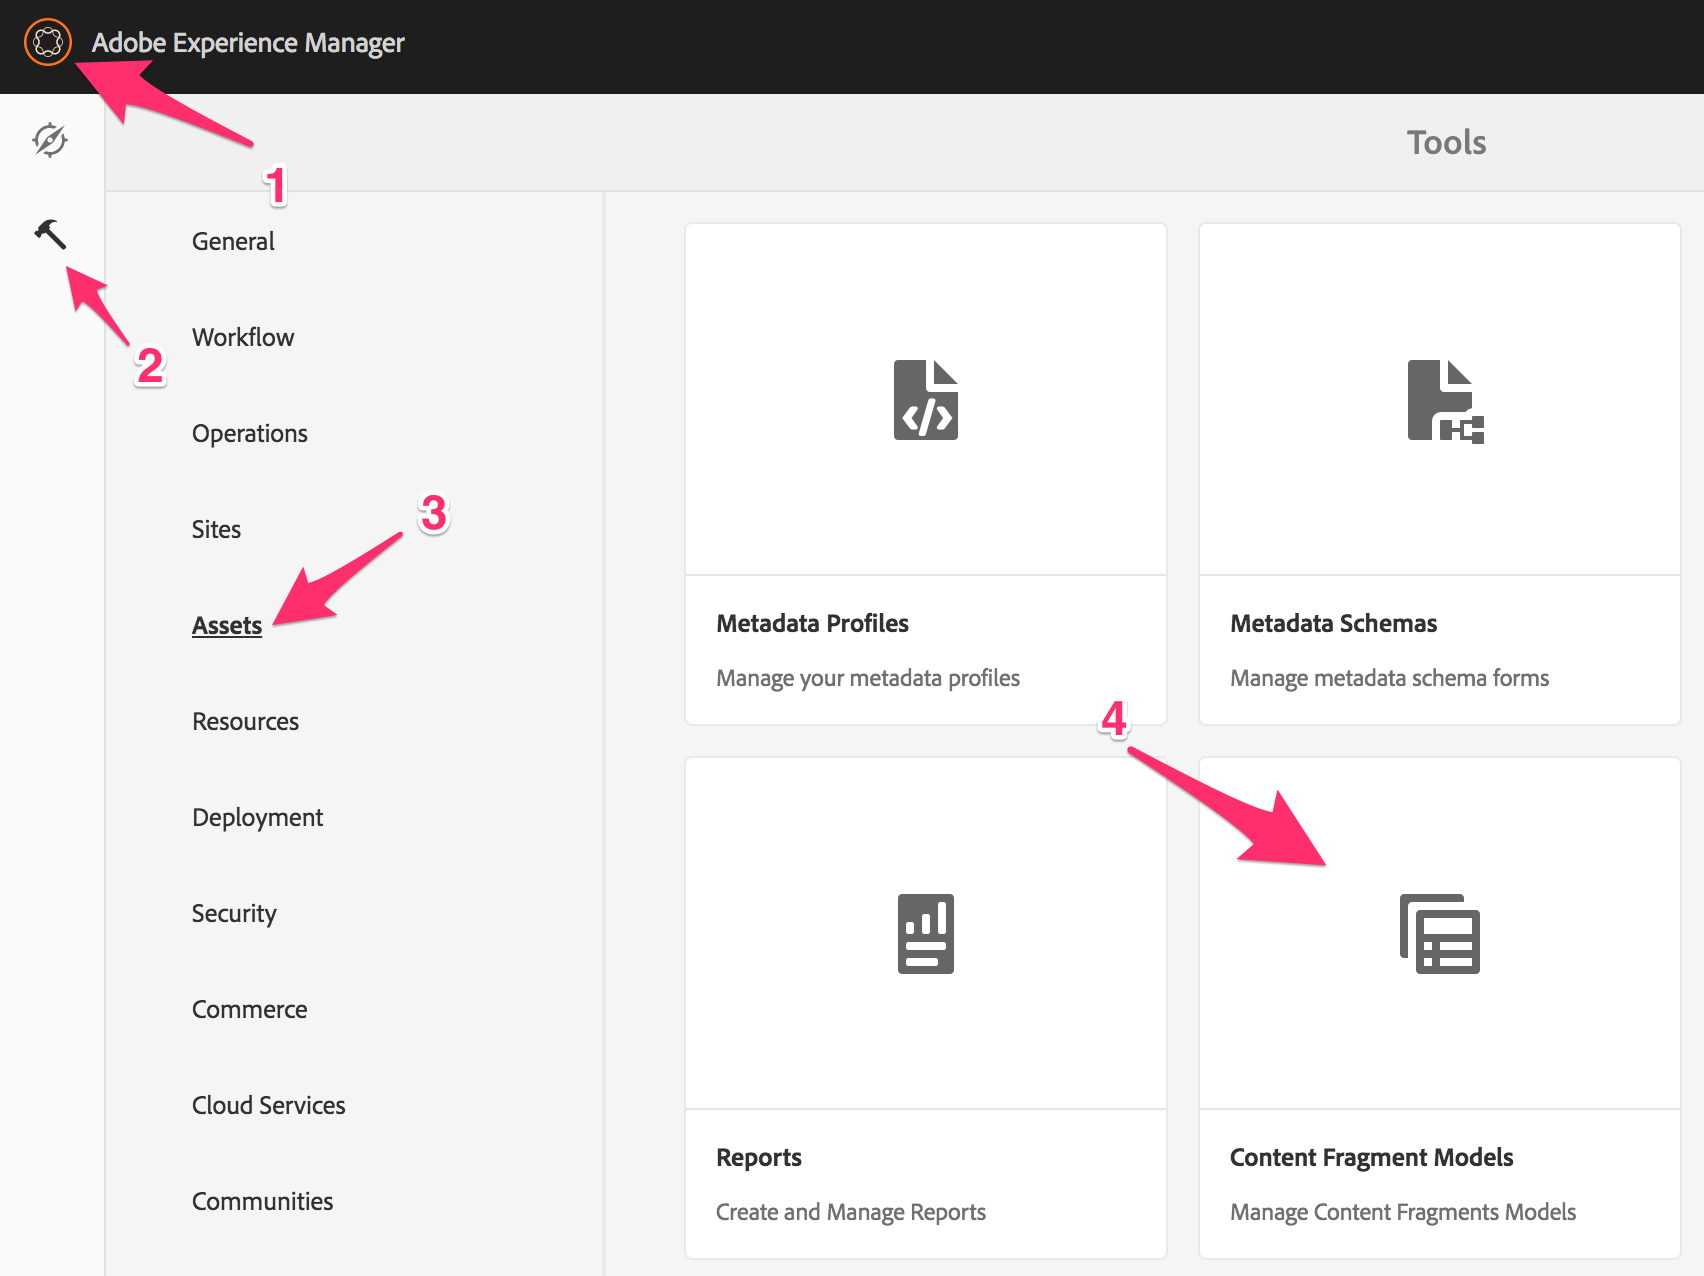 Adobe Experience Manager
Tools
1
General
2
Workflow
Operations
3
Sites
Assets
Resources
Deployment
Security
Commerce
Cloud Services
Communities
Metadata Profiles
Manage your metadata profiles
Metadata Schemas
Manage metadata schema forms
4
Reports
Create and Manage Reports
Content Fragment Models
Manage Content Fragments Models